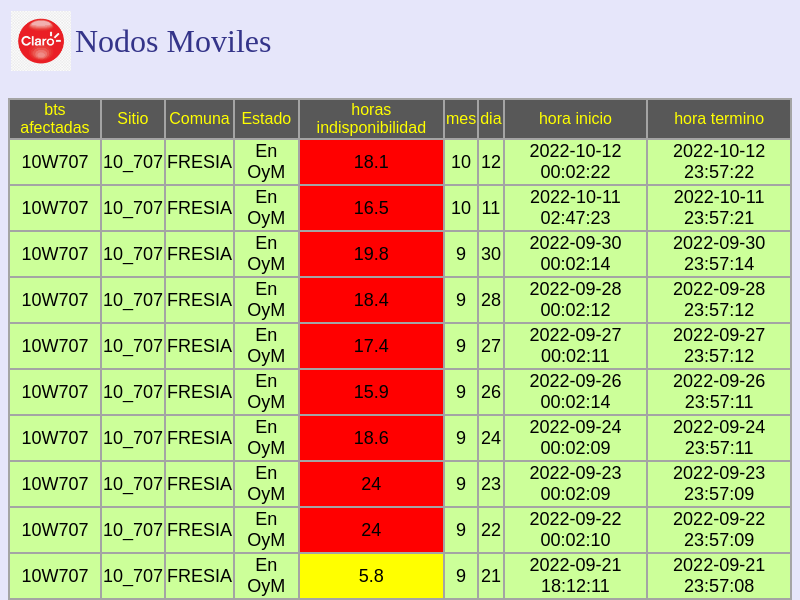 Claro
Nodos Moviles
bts afectadas Sitio Comuna Estado horas indisponibilidad mes dia hora inicio hora termino
10W707 10_707 FRESIA En OyM 18.1 10 12 2022-10-12 00:02:22 2022-10-12 23:57:22
10W707 10_707 FRESIA En OyM 16.5 10 11 2022-10-11 02:47:23 2022-10-11 23:57:21
10W707 10_707 FRESIA En OyM 19.8 9 30 2022-09-30 00:02:14 2022-09-30 23:57:14
10W707 10_707 FRESIA En OyM 18.4 9 28 2022-09-28 00:02:12 2022-09-28 23:57:12
10W707 10_707 FRESIA En OyM 17.4 9 27 2022-09-27 00:02:11 2022-09-27 23:57:12
10W707 10_707 FRESIA En OyM 15.9 9 26 2022-09-26 00:02:14 2022-09-26 23:57:11
10W707 10_707 FRESIA En OyM 18.6 9 24 2022-09-24 00:02:09 2022-09-24 23:57:11
10W707 10_707 FRESIA En OyM 24 9 23 2022-09-23 00:02:09 2022-09-23 23:57:09
10W707 10_707 FRESIA En OyM 24 9 22 2022-09-22 00:02:10 2022-09-22 23:57:09
10W707 10_707 FRESIA En OyM 5.8 9 21 2022-09-21 18:12:11 2022-09-21 23:57:08